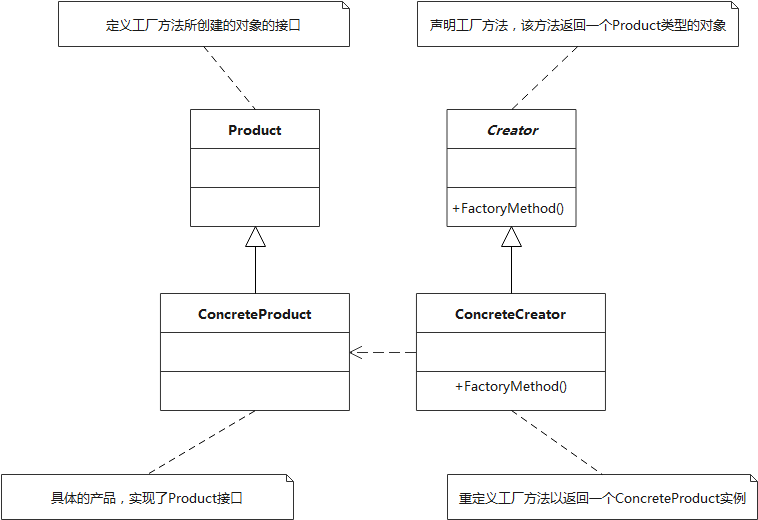 定义工厂方法所创建的对象的接口
声明工厂方法，该方法返回一个Product类型的对象
Product
Creator
+FactoryMethod()
ConcreteProduct
ConcreteCreator
+FactoryMethod()
具体的产品，实现了Product接口
重定义工厂方法以返回一个ConcreteProduct实例